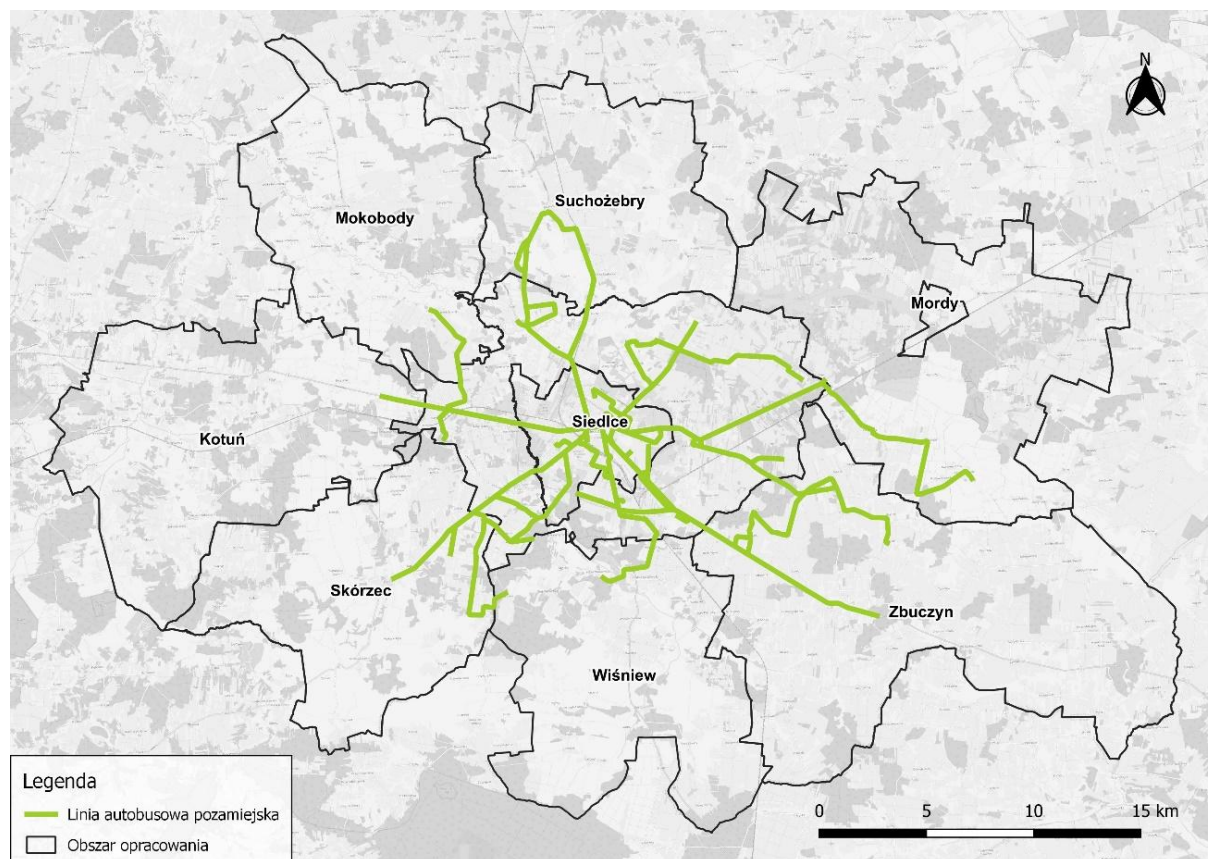 N
Suchożebry
Mokobody
Mordy
Siedlce
Kotuń
Skórzec
Zbuczyn
Wiśniew
Legenda
Linia autobusowa pozamiejska
Obszar opracowania
0 5 10 15 km